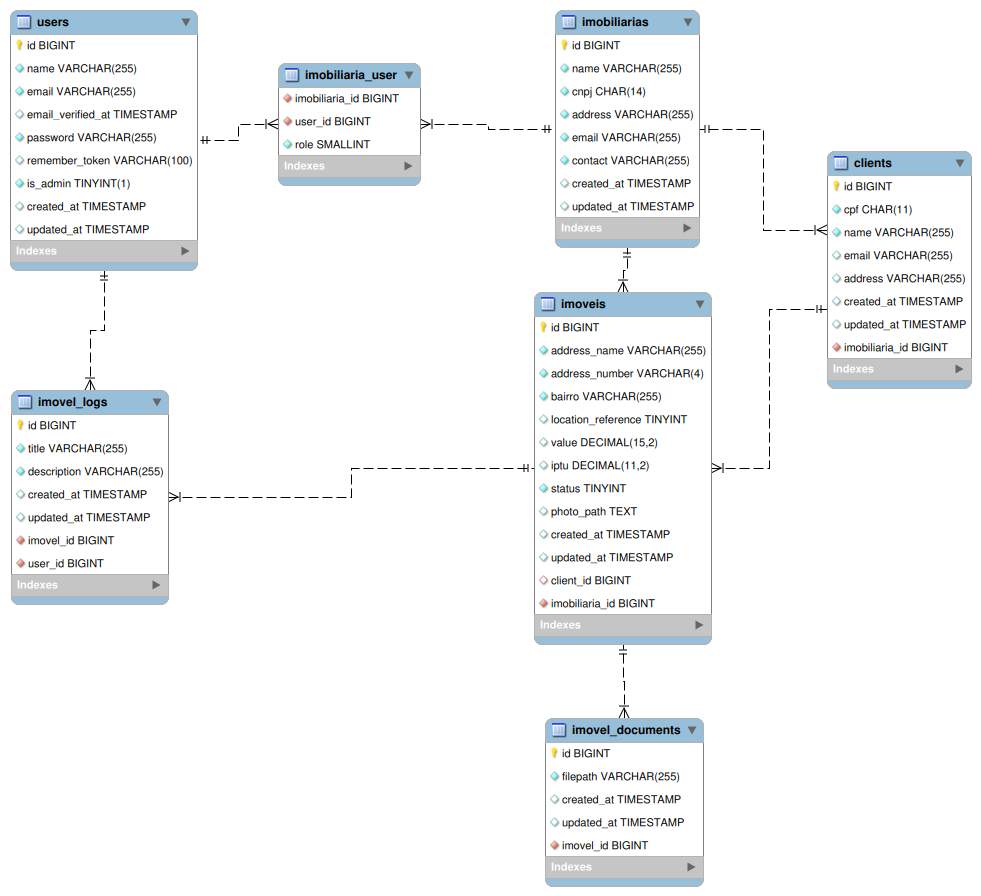 users
id BIGINT
name VARCHAR(255)
email VARCHAR(255)
email_verified_at TIMESTAMP
password VARCHAR(255)
remember_token VARCHAR(100)
is_admin TINYINT(1)
created_at TIMESTAMP
updated_at TIMESTAMP
Indexes
imobiliaria_user
imobiliaria_id BIGINT
user_id BIGINT
role SMALLINT
Indexes
imobiliarias
id BIGINT
name VARCHAR(255)
cnpj CHAR(14)
address VARCHAR(255)
email VARCHAR(255)
contact VARCHAR(255)
created_at TIMESTAMP
updated_at TIMESTAMP
Indexes
clients
id BIGINT
cpf CHAR(11)
name VARCHAR(255)
email VARCHAR(255)
address VARCHAR(255)
created_at TIMESTAMP
updated_at TIMESTAMP
imobiliaria_id BIGINT
Indexes
imoveis
id BIGINT
address_name VARCHAR(255)
address_number VARCHAR(4)
bairro VARCHAR(255)
location_reference TINYINT
value DECIMAL(15,2)
iptu DECIMAL(11,2)
status TINYINT
photo_path TEXT
created_at TIMESTAMP
updated_at TIMESTAMP
client_id BIGINT
imobiliaria_id BIGINT
Indexes
imovel_logs
id BIGINT
title VARCHAR(255)
description VARCHAR(255)
created_at TIMESTAMP
updated_at TIMESTAMP
imovel_id BIGINT
user_id BIGINT
Indexes
imovel_documents
id BIGINT
filepath VARCHAR(255)
created_at TIMESTAMP
updated_at TIMESTAMP
imovel_id BIGINT
Indexes